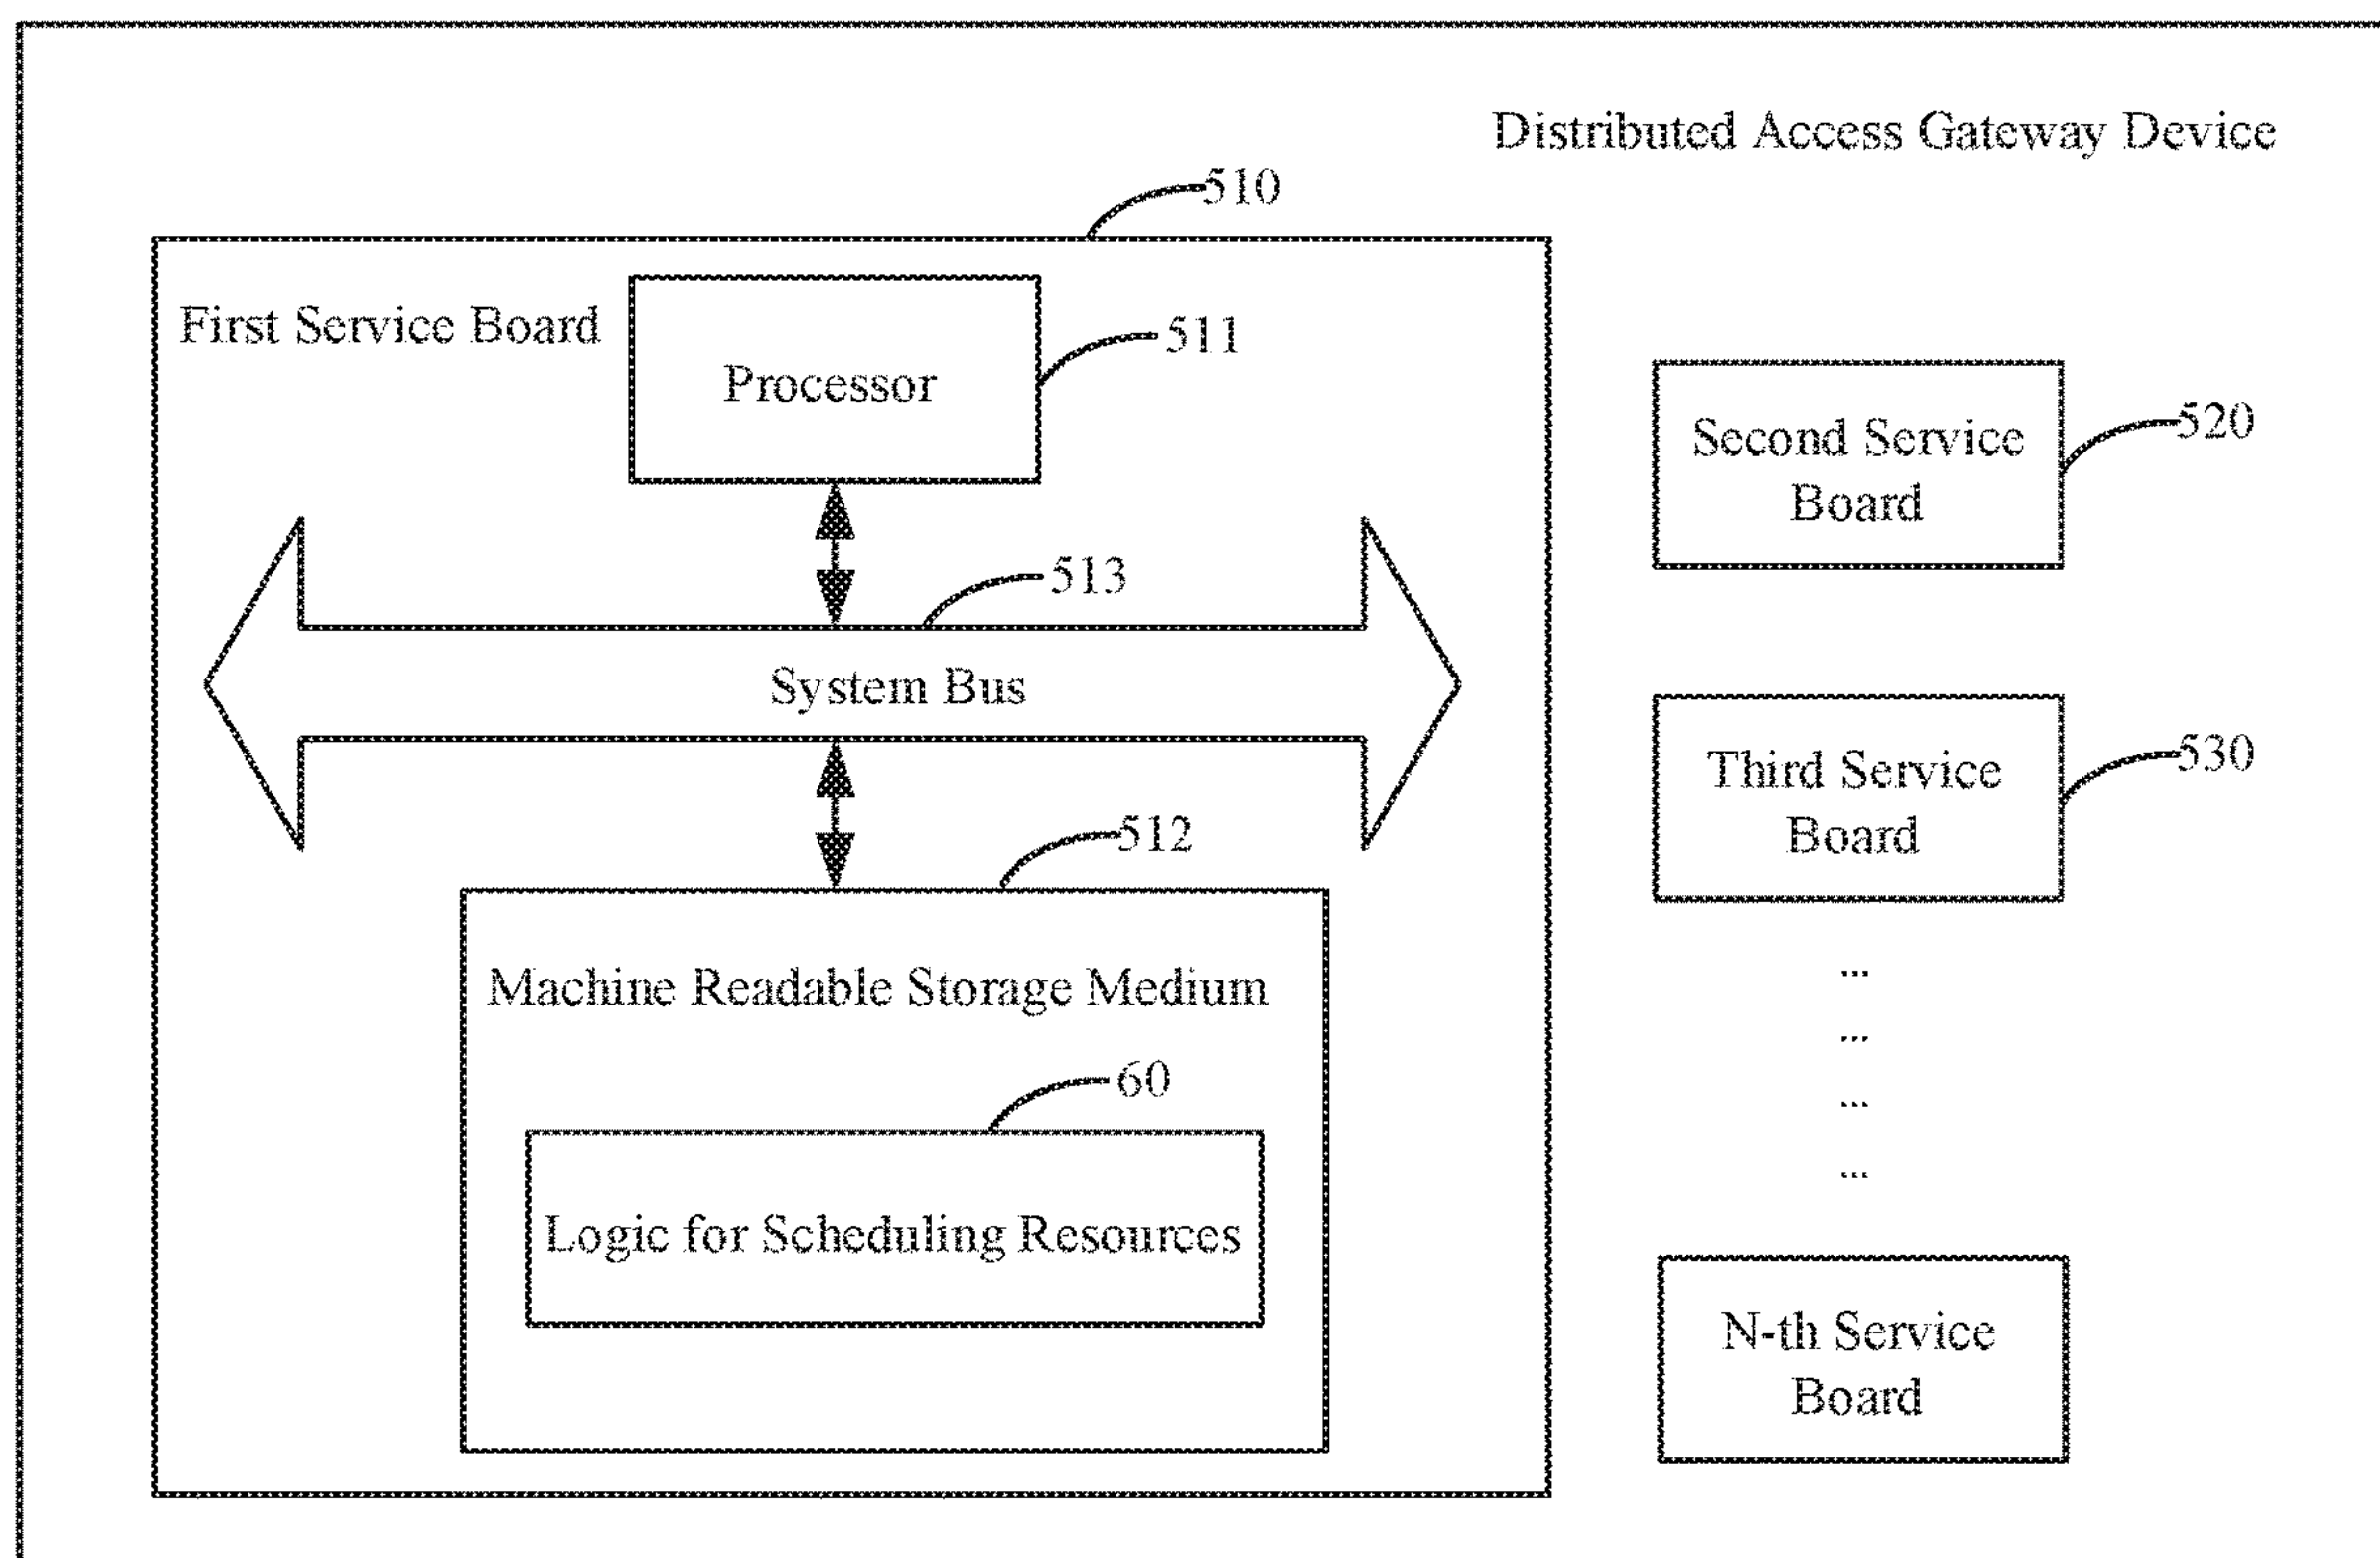 Distributed Access Gateway Device
510
First Service Board
Processor
511
513
System Bus
512
Machine Readable Storage Medium
60
Logic for Scheduling Resources
Second Service
Board
520
Third Service
Board
530
...
...
...
...
N-th Service
Board